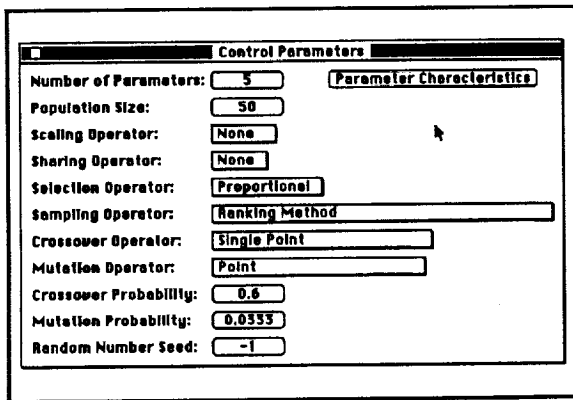 Control Parameters
Number of Parameters: 5 Parameter Characteristics
Population Size: 50
Scaling Operator: None
Sharing Operator: None
Selection Operator: Proportional
Sampling Operator: Ranking Method
Crossover Operator: Single Point
Mutation Operator: Point
Crossover Probability: 0.6
Mutation Probability: 0.0333
Random Number Seed: -1